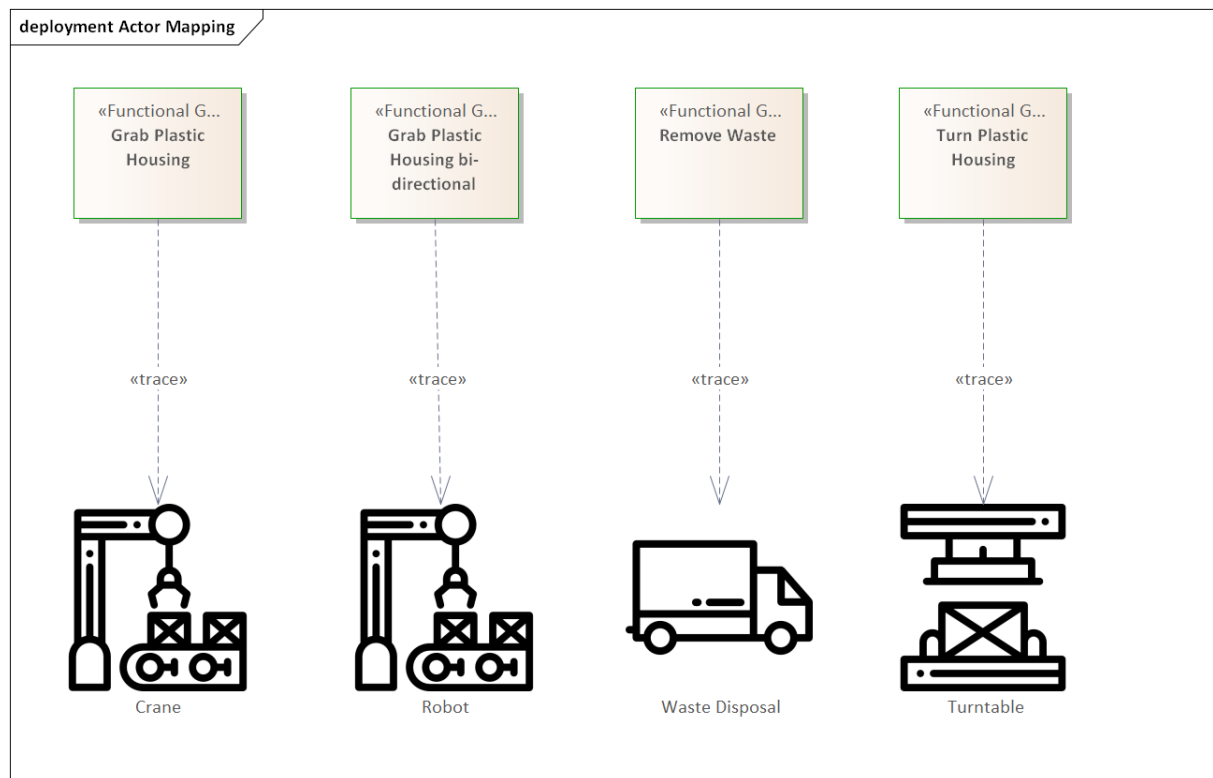 deployment Actor Mapping
«Functional G...
Grab Plastic
Housing
«Functional G...
Grab Plastic
Housing bi-
directional
«Functional G...
Remove Waste
«Functional G...
Turn Plastic
Housing
«trace»
«trace»
«trace»
«trace»
Crane
Robot
Waste Disposal
Turntable